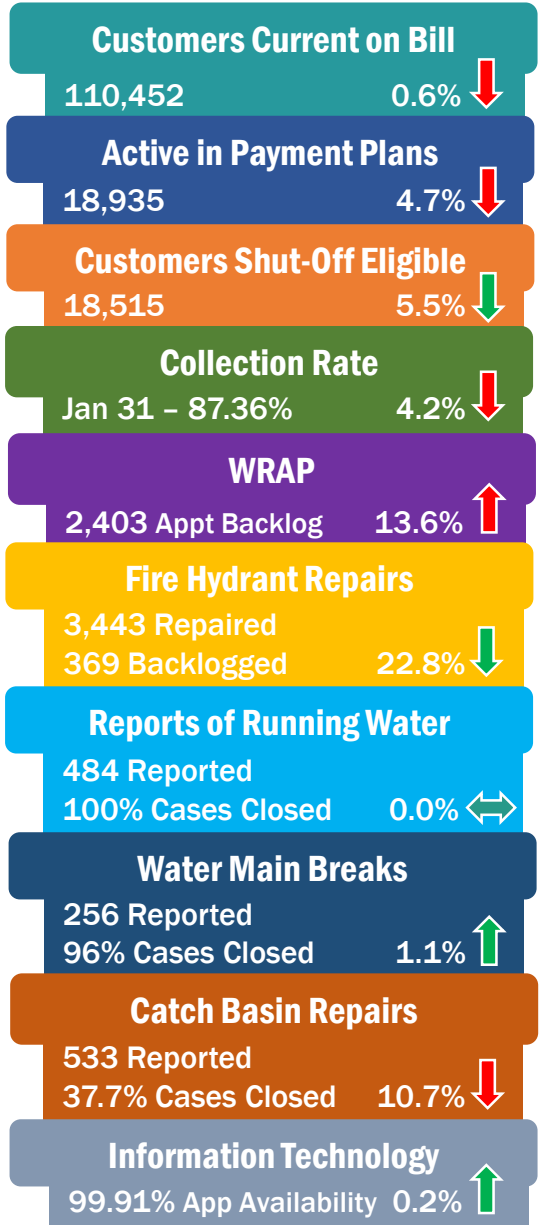 Customers Current on Bill
110,452 0.6%
Active in Payment Plans
18,935 4.7%
Customers Shut-Off Eligible
18,515 5.5%
Collection Rate
Jan 31 – 87.36% 4.2%
WRAP
2,403 Appt Backlog 13.6%
Fire Hydrant Repairs
3,443 Repaired
369 Backlogged 22.8%
Reports of Running Water
484 Reported
100% Cases Closed 0.0%
Water Main Breaks
256 Reported
96% Cases Closed 1.1%
Catch Basin Repairs
533 Reported
37.7% Cases Closed 10.7%
Information Technology
99.91% App Availability 0.2%